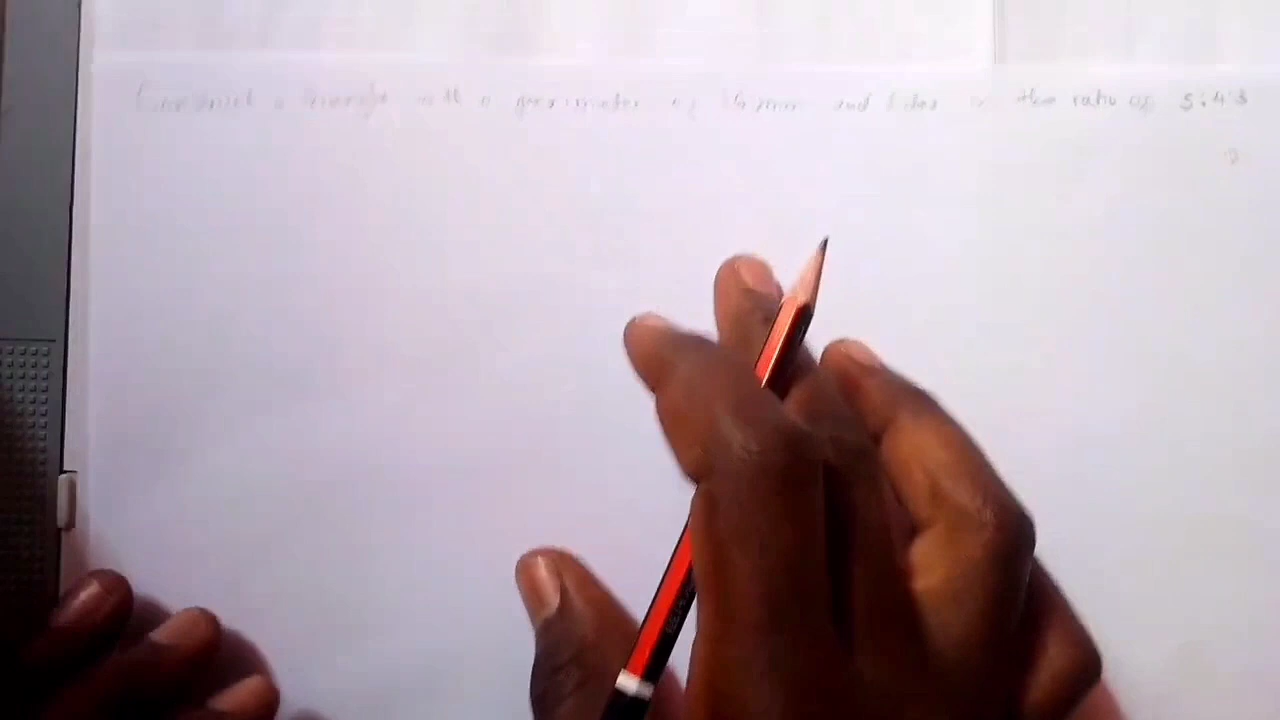 Construct a triangle with a perimeter of and sides in the ratio of 5:4:3